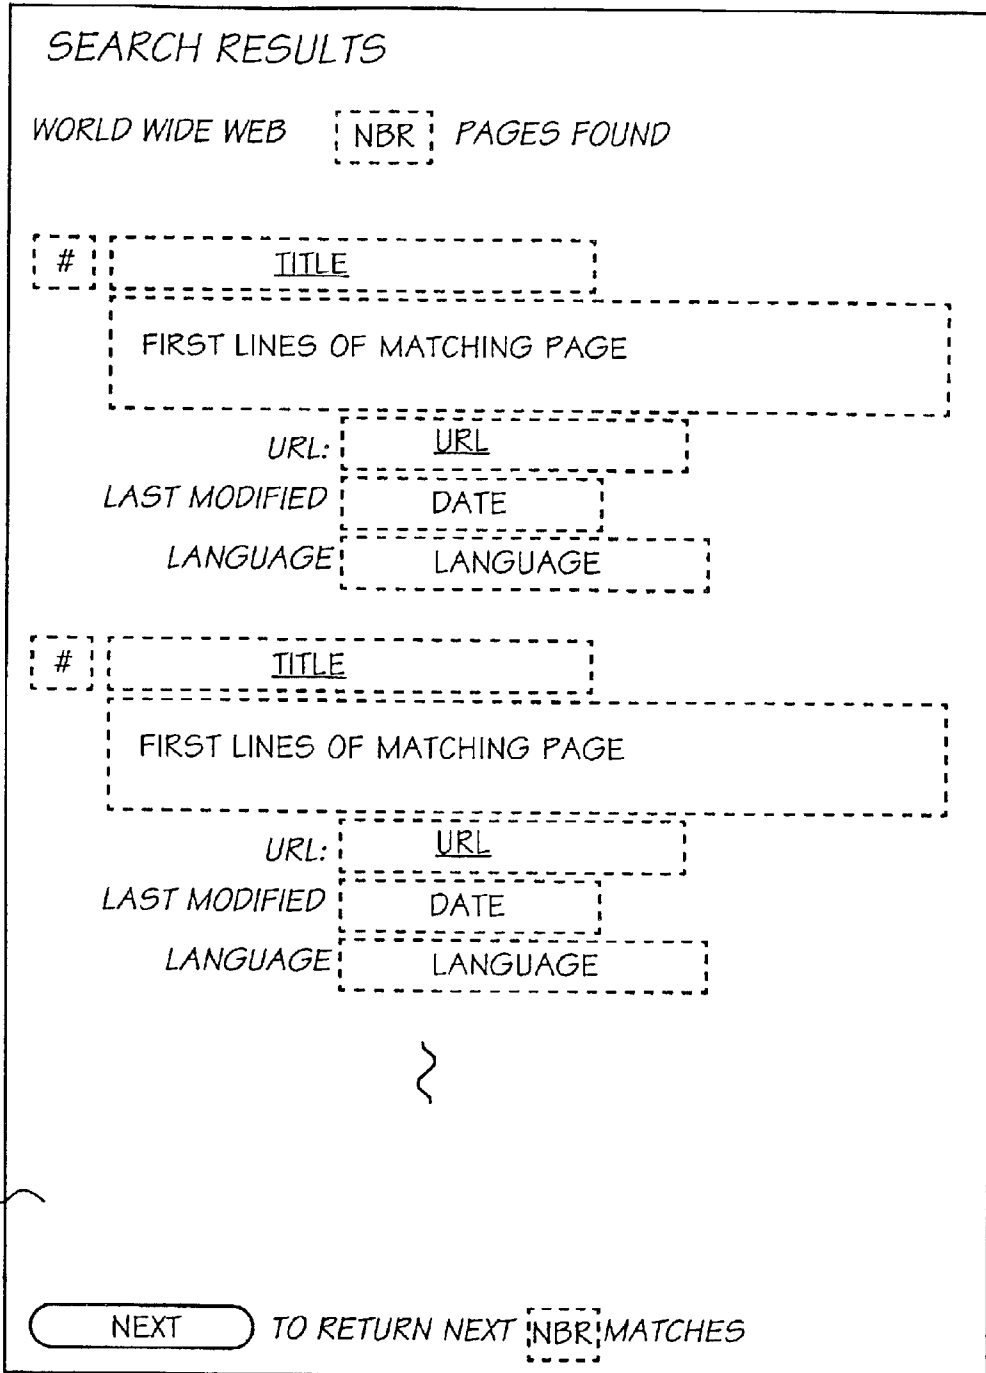 SEARCH RESULTS
WORLD WIDE WEB NBR PAGES FOUND
# TITLE
FIRST LINES OF MATCHING PAGE
URL: URL
LAST MODIFIED DATE
LANGUAGE LANGUAGE
# TITLE
FIRST LINES OF MATCHING PAGE
URL: URL
LAST MODIFIED DATE
LANGUAGE LANGUAGE
NEXT TO RETURN NEXT NBR MATCHES